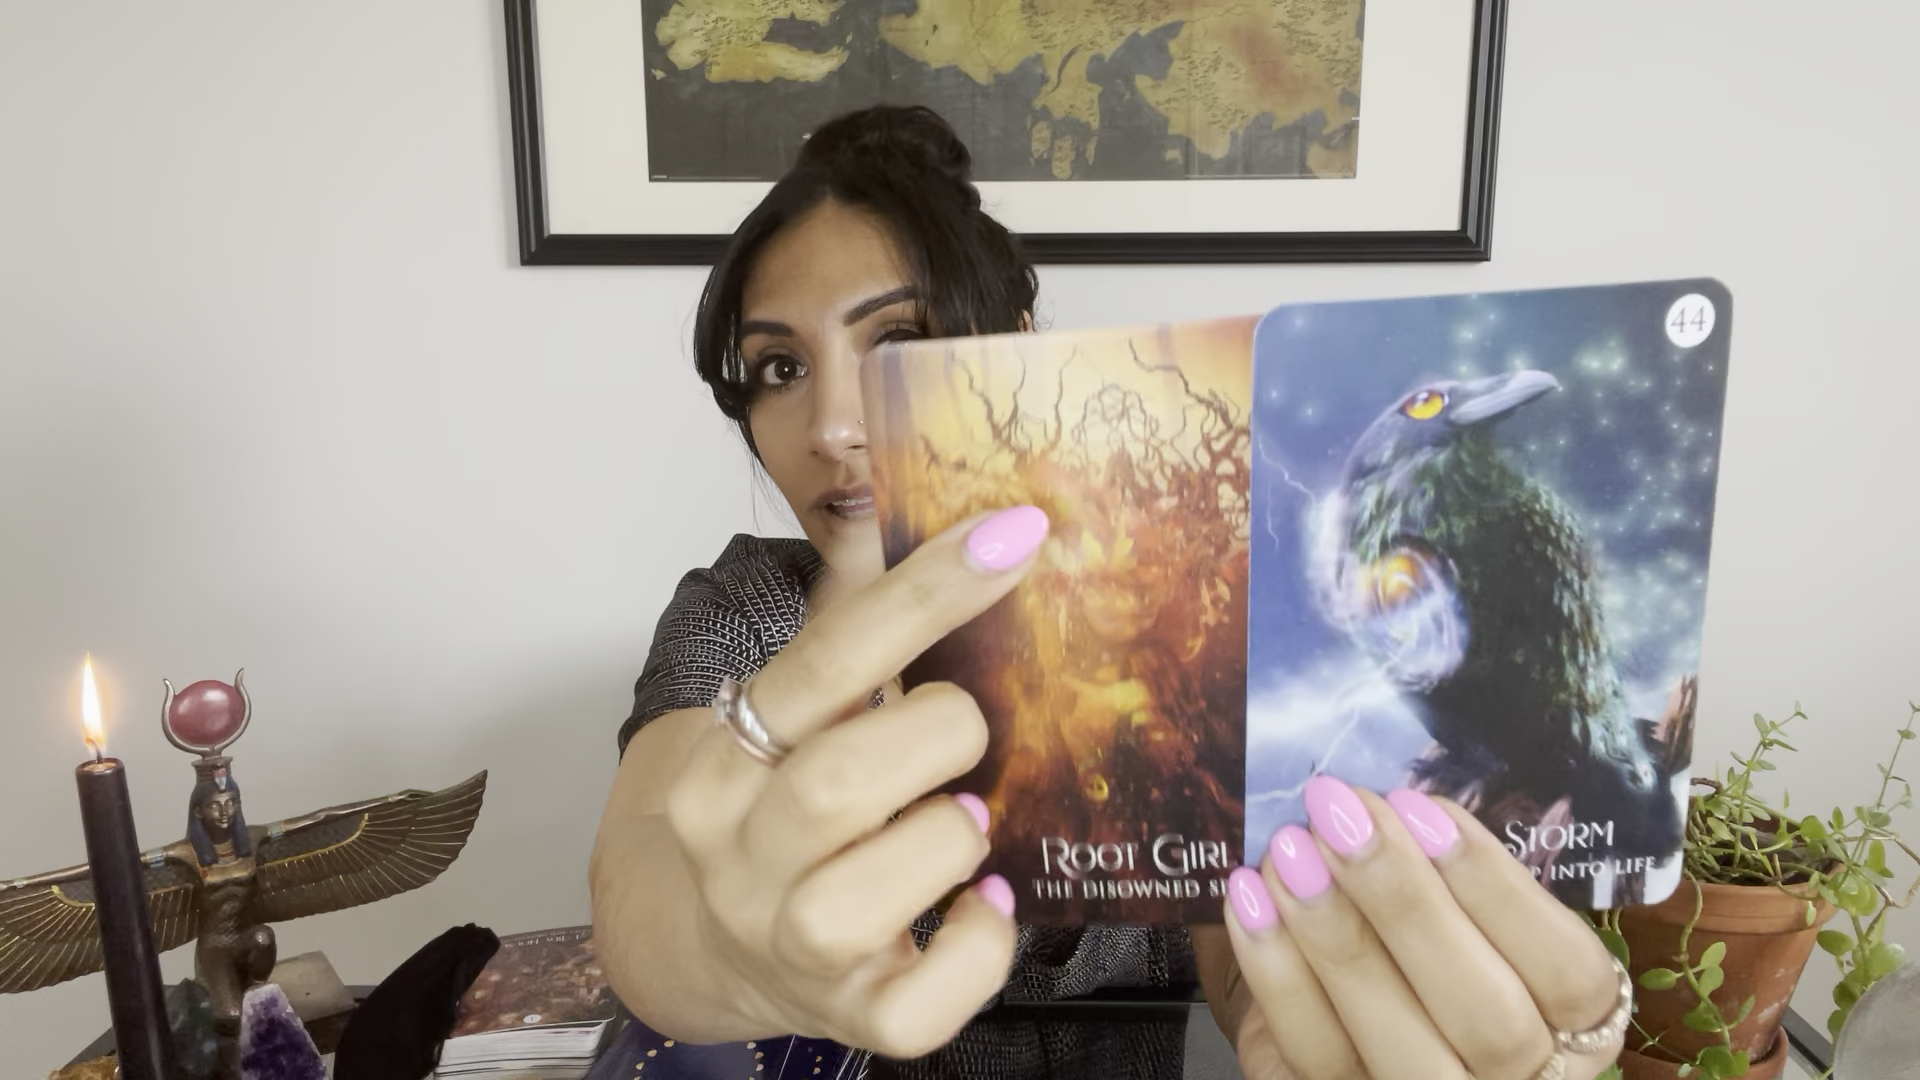 44
ROOT GIRL
THE DISOWNED
STORM
INTO LIFE